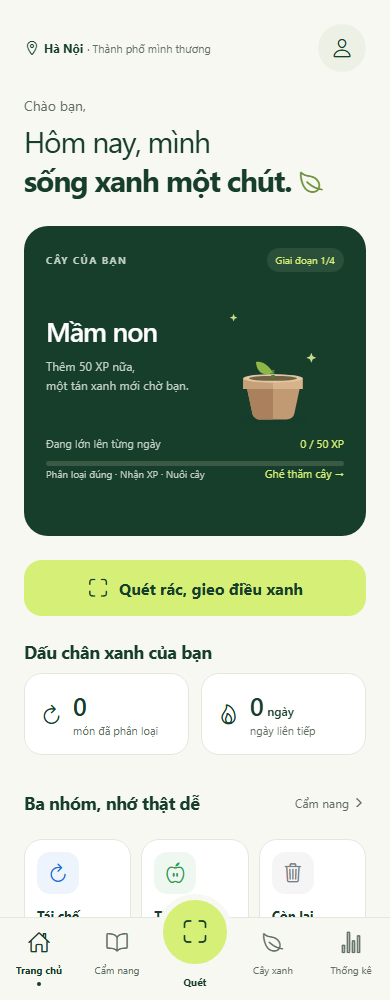 Hà Nội · Thành phố mình thương
Chào bạn,
Hôm nay, mình
sống xanh một chút.
CÂY CỦA BẠN
Giai đoạn 1/4
Mầm non
Thêm 50 XP nữa,
một tán xanh mới chờ bạn.
Đang lớn lên từng ngày
0 / 50 XP
Phân loại đúng · Nhận XP · Nuôi cây
Ghé thăm cây →
Quét rác, gieo điều xanh
Dấu chân xanh của bạn
0
món đã phân loại
0 ngày
ngày liên tiếp
Ba nhóm, nhớ thật dễ
Cẩm nang
Tái chế
Còn lại
Trang chủ
Cẩm nang
Quét
Cây xanh
Thống kê